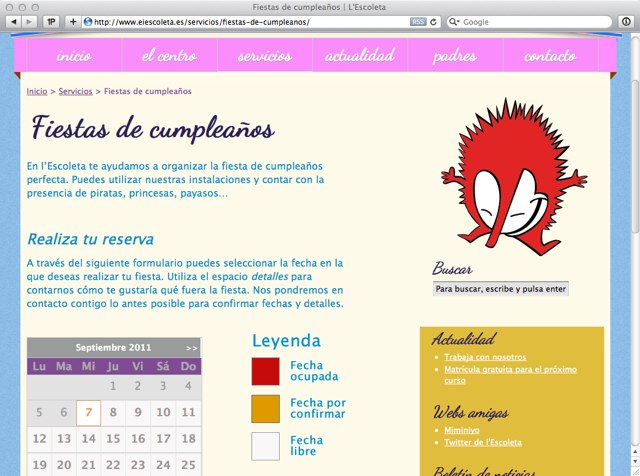 Fiestas de cumpleaños | L'Escoleta
1P
http://www.eiescoleta.es/servicios/fiestas-de-cumpleanos/
RSS
Google
inicio
el centro
servicios
actualidad
padres
contacto
Inicio > Servicios > Fiestas de cumpleaños
Fiestas de cumpleaños
En l'Escoleta te ayudamos a organizar la fiesta de cumpleaños
perfecta. Puedes utilizar nuestras instalaciones y contar con la
presencia de piratas, princesas, payasos…
Realiza tu reserva
A través del siguiente formulario puedes seleccionar la fecha en la
que deseas realizar tu fiesta. Utiliza el espacio detalles para
contarnos cómo te gustaría qué fuera la fiesta. Nos pondremos en
contacto contigo lo antes posible para confirmar fechas y detalles.
Septiembre 2011 >>
Lu Ma Mi Ju Vi Sá Do
1 2 3 4
5 6 7 8 9 10 11
12 13 14 15 16 17 18
19 20 21 22 23 24 25
Leyenda
Fecha
ocupada
Fecha por
confirmar
Fecha
libre
Buscar
Para buscar, escribe y pulsa enter
Actualidad
Trabaja con nosotros
Matrícula gratuita para el próximo
curso
Webs amigas
Miminiyo
Twitter de l'Escoleta
Boletín de noticias